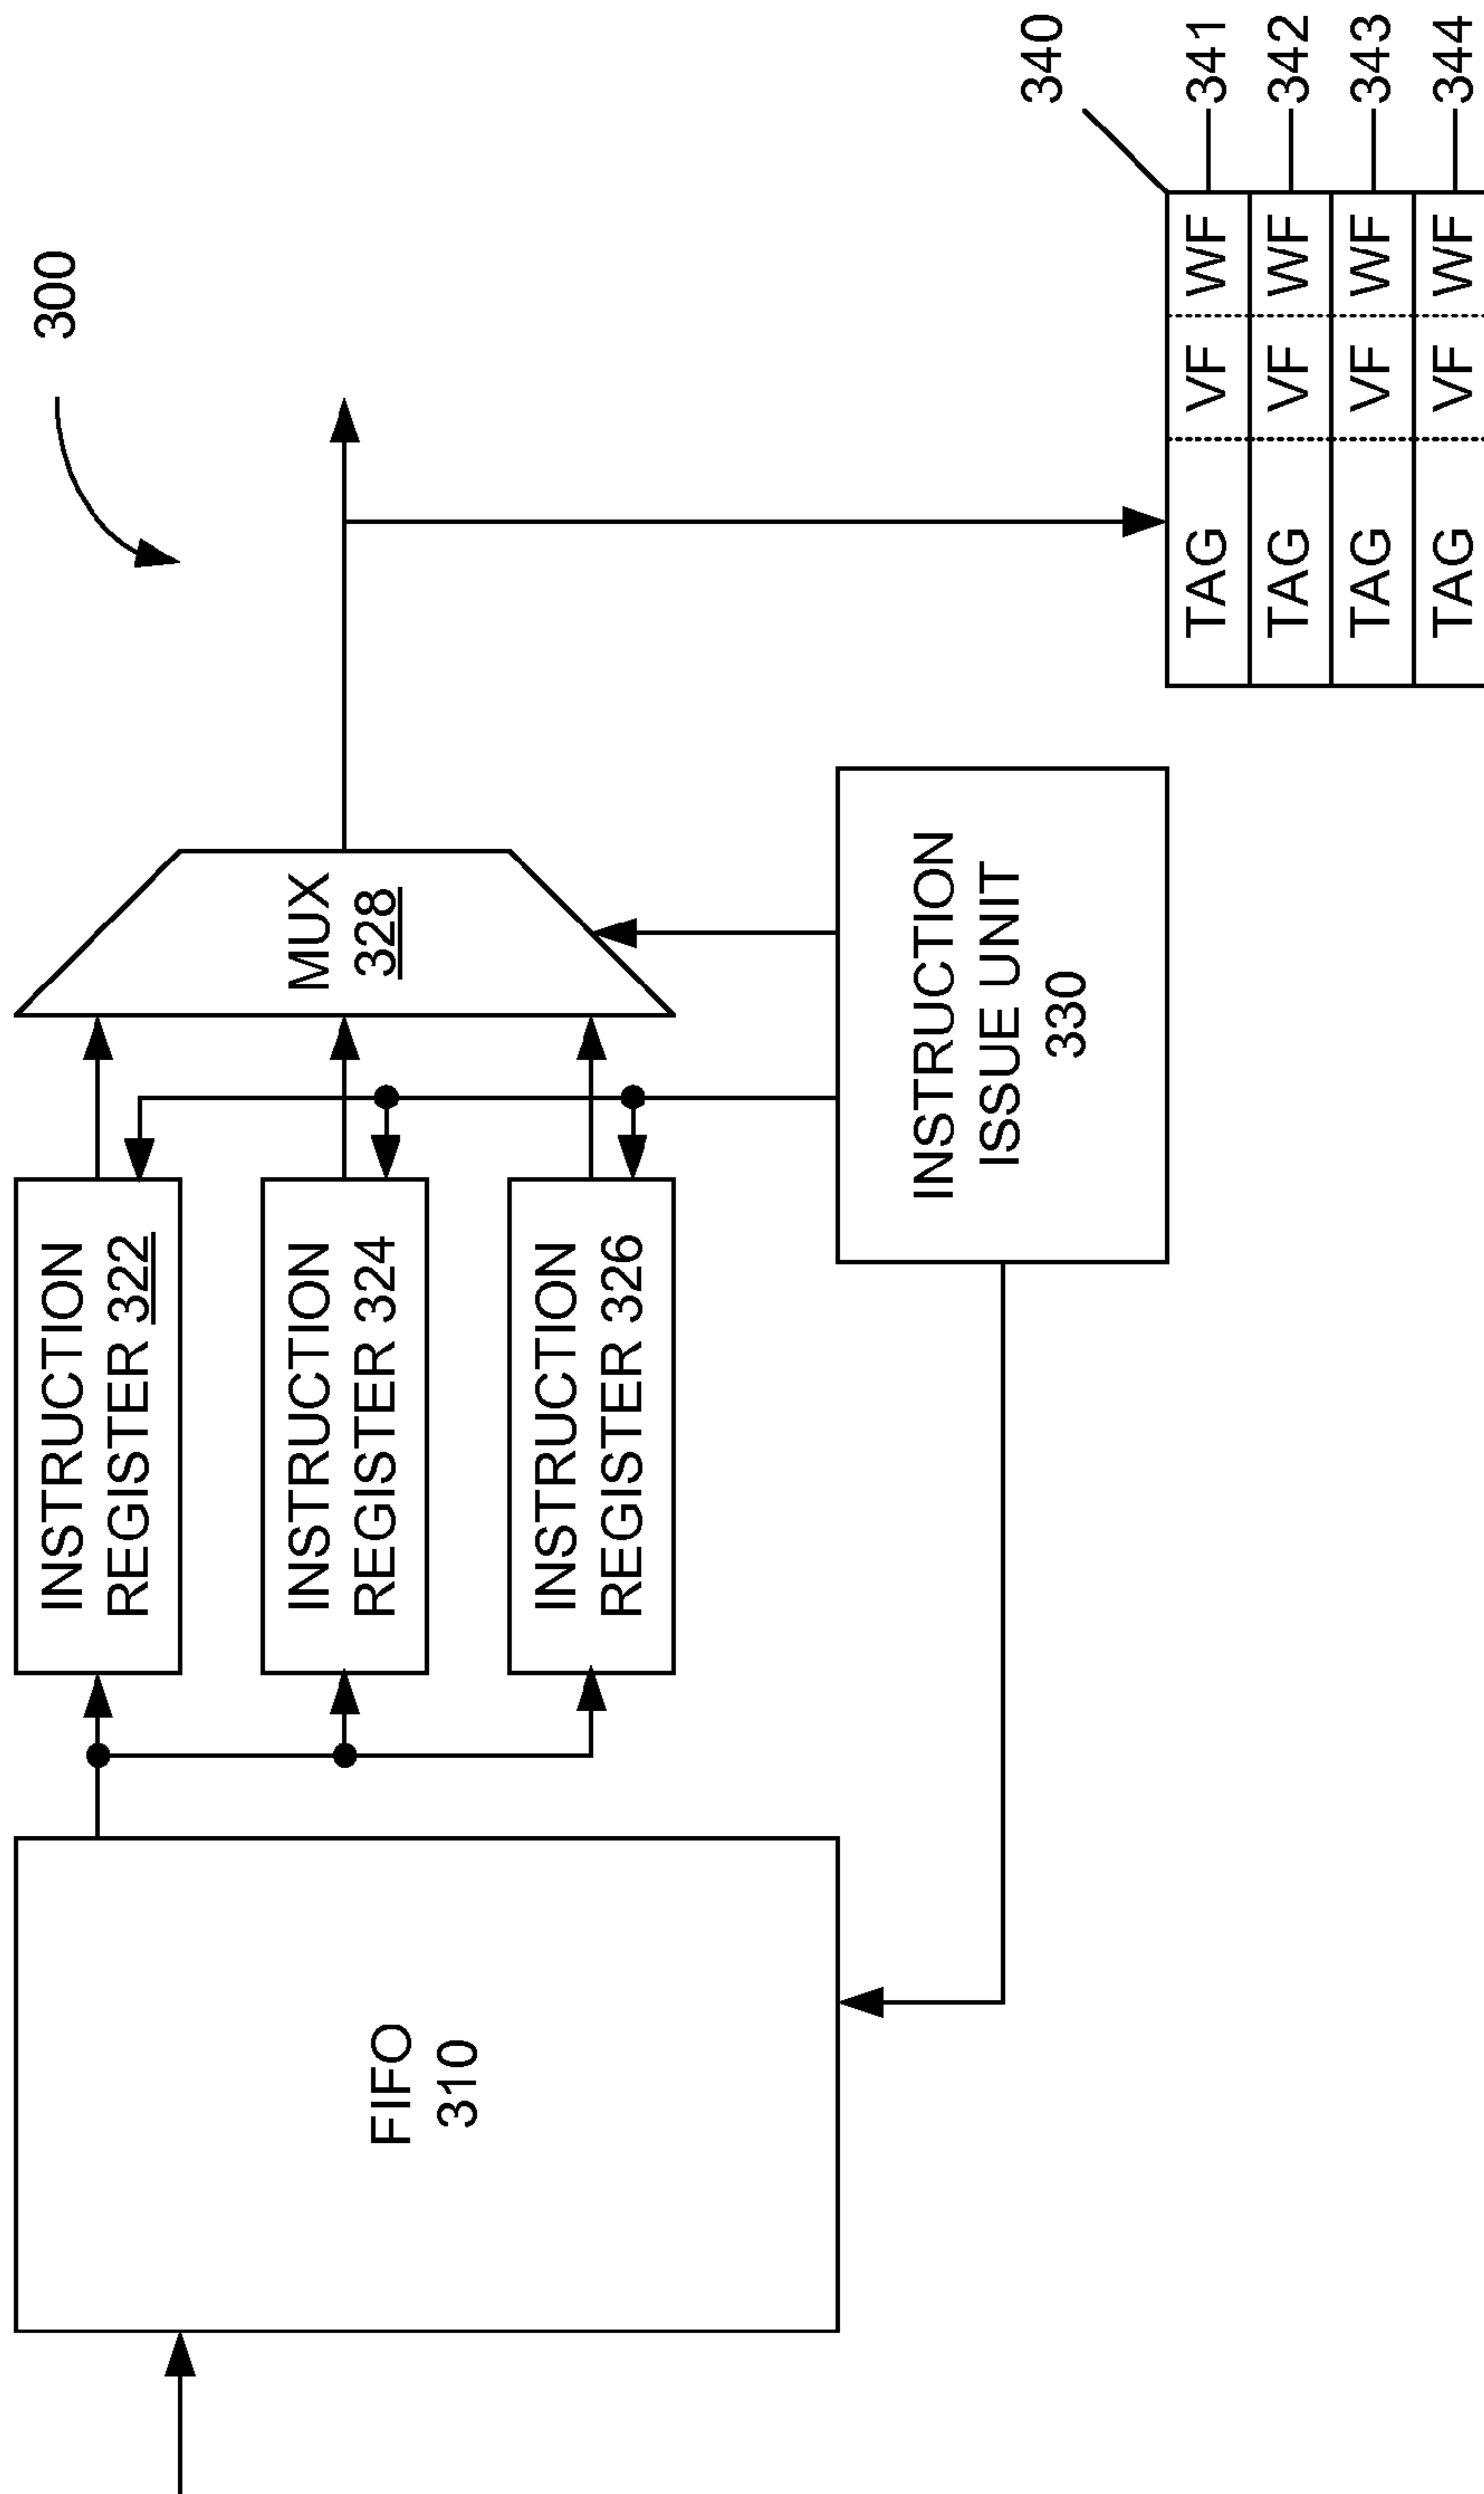 300
INSTRUCTION
REGISTER 322
INSTRUCTION
REGISTER 324
INSTRUCTION
REGISTER 326
MUX
328
FIFO
310
INSTRUCTION
ISSUE UNIT
330
340
TAG VF WF 341
TAG VF WF 342
TAG VF WF 343
TAG VF WF 344